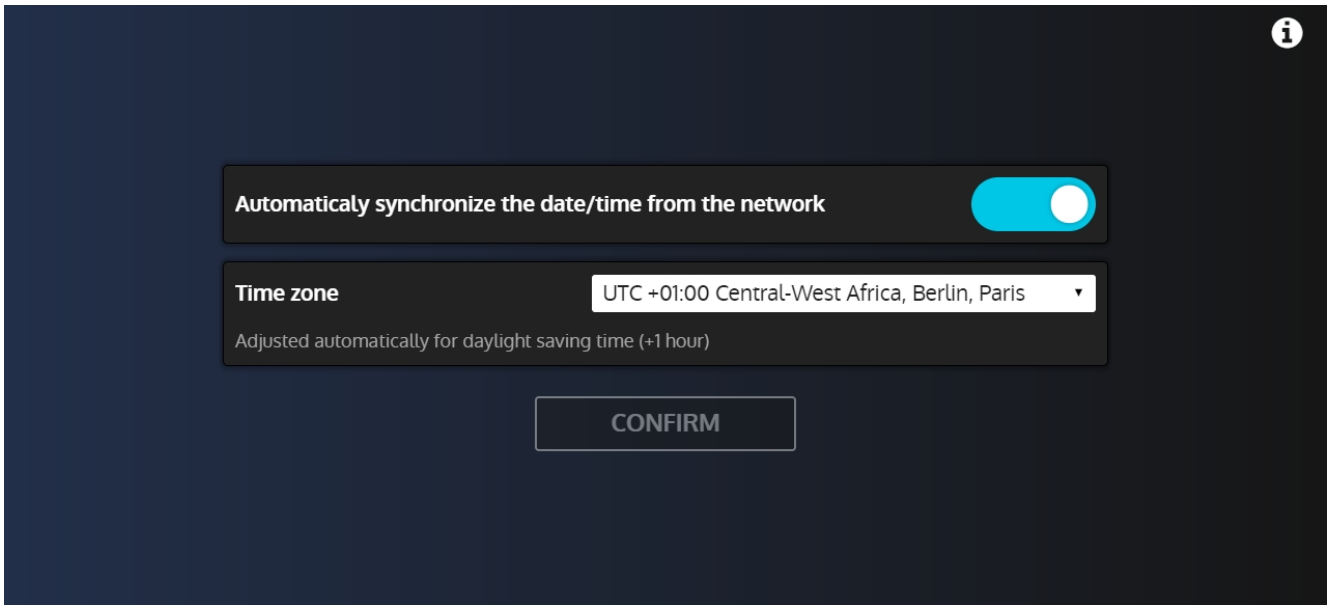 Automaticaly synchronize the date/time from the network
Time zone
UTC +01:00 Central-West Africa, Berlin, Paris
Adjusted automatically for daylight saving time (+1 hour)
CONFIRM